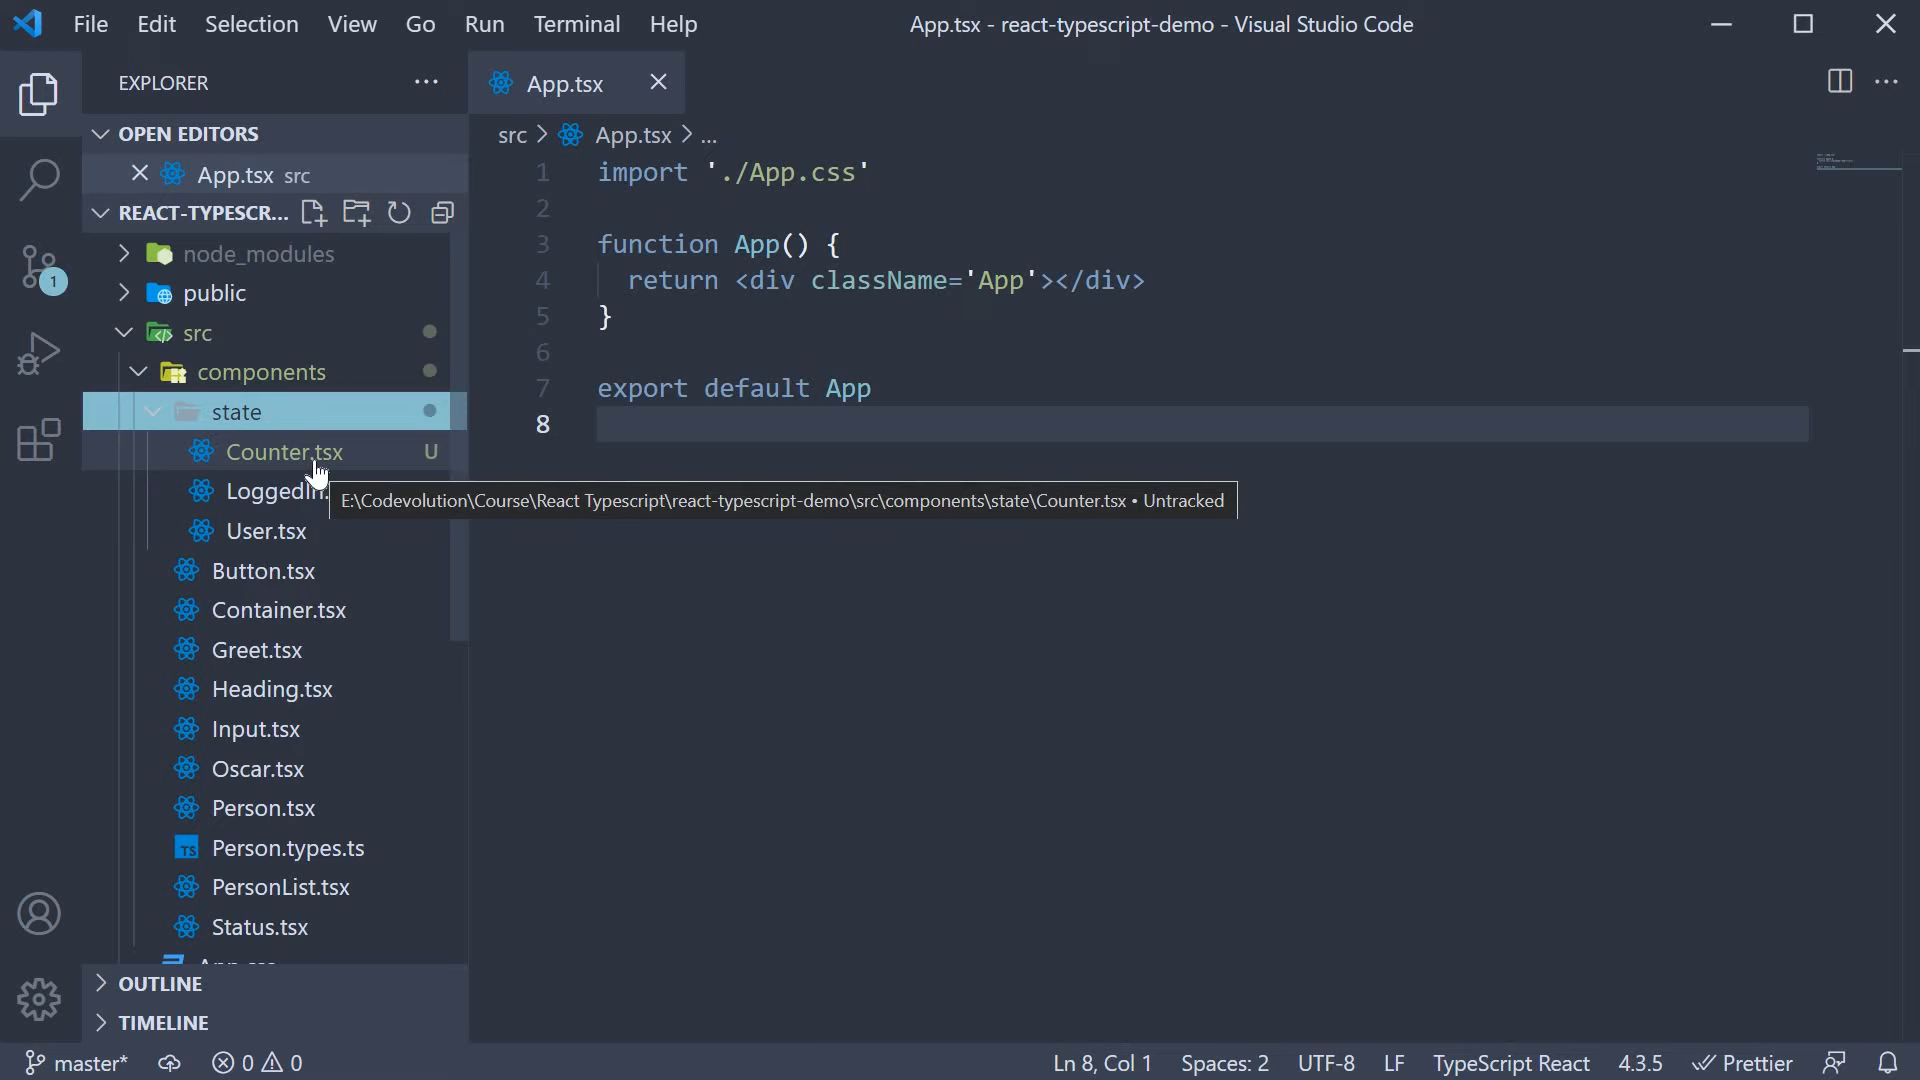 File Edit Selection View Go Run Terminal Help
App.tsx - react-typescript-demo - Visual Studio Code
EXPLORER
OPEN EDITORS
App.tsx src
REACT-TYPESCR...
node_modules
public
src
components
state
Counter.tsx U
LoggedIn.
User.tsx
Button.tsx
Container.tsx
Greet.tsx
Heading.tsx
Input.tsx
Oscar.tsx
Person.tsx
TS Person.types.ts
PersonList.tsx
Status.tsx
OUTLINE
TIMELINE
1
App.tsx
src > App.tsx > ...
1 import './App.css'
2
3 function App() {
4 return <div className='App'></div>
5 }
6
7 export default App
8
E:\Codevolution\Course\React Typescript\react-typescript-demo\src\components\state\Counter.tsx • Untracked
master* 0 0 Ln 8, Col 1 Spaces: 2 UTF-8 LF TypeScript React 4.3.5 Prettier